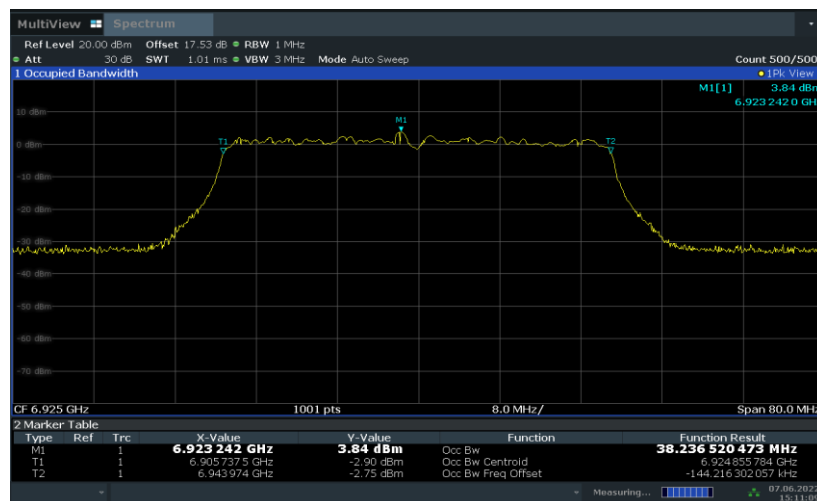 MultiView Spectrum
Ref Level 20.00 dBm Offset 17.53 dB RBW 1 MHz
Att 30 dB SWT 1.01 ms VBW 3 MHz Mode Auto Sweep Count 500/500
1 Occupied Bandwidth 1Pk View
M1[1] 3.84 dBm
6.923 242 0 GH
10 dBm
M1
0 dBm
T1
T2
-10 dBm
-20 dBm
-30 dBm
-40 dBm
-50 dBm
-60 dBm
-70 dBm
CF 6.925 GHz 1001 pts 8.0 MHz/ Span 80.0 MHz
2 Marker Table
Type Ref Trc X-Value Y-Value Function Function Result
M1 1 6.923 242 GHz 3.84 dBm Occ Bw 38.236 520 473 MHz
T1 1 6.905 737 5 GHz -2.90 dBm Occ Bw Centroid 6.924 855 784 GHz
T2 1 6.943 974 GHz -2.75 dBm Occ Bw Freq Offset -144.216 302 057 kHz
Measuring... 07.06.2022
15:11:09